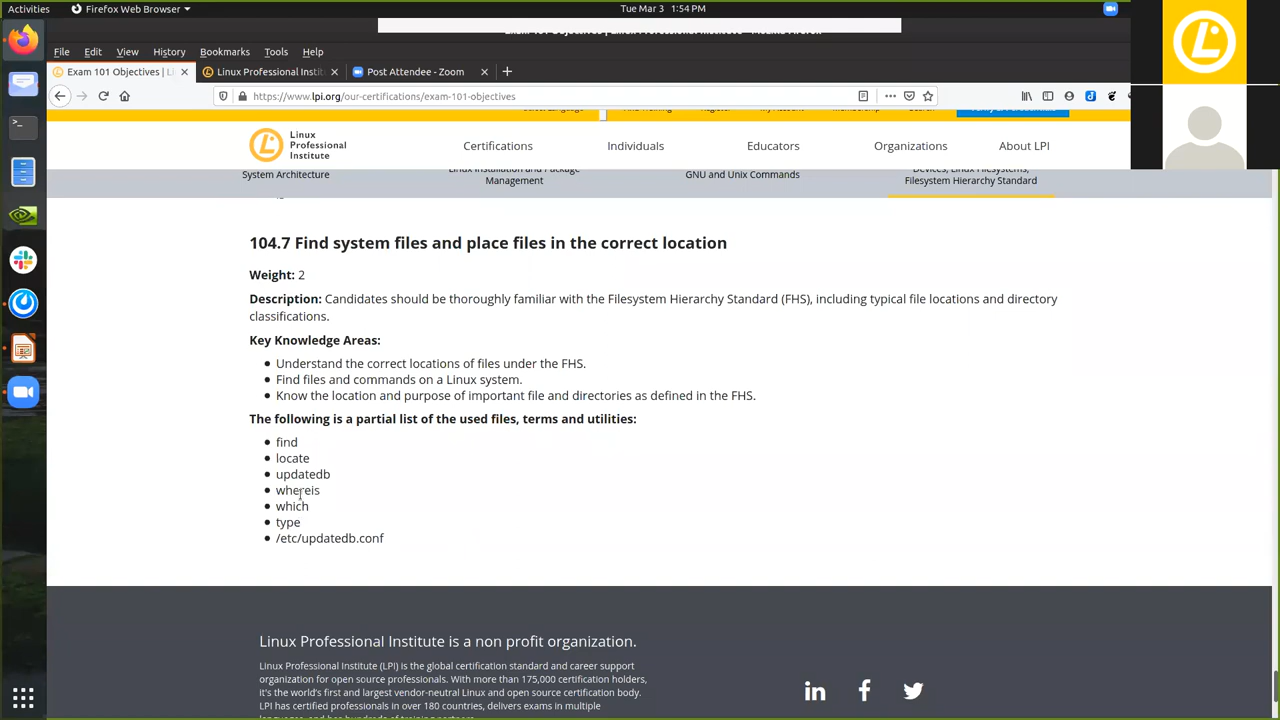 Activities
Firefox Web Browser
Tue Mar 3 1:54 PM
Exam 101 Objectives | Linux Professional Institute - Mozilla Firefox
File Edit View History Bookmarks Tools Help
Exam 101 Objectives | Li
Linux Professional Instit
Post Attendee - Zoom
https://www.lpi.org/our-certifications/exam-101-objectives
Linux
Professional
Institute
Certifications Individuals Educators Organizations About LPI
System Architecture
Linux Installation and Package
Management
GNU and Unix Commands
Devices, Linux Filesystems,
Filesystem Hierarchy Standard
104.7 Find system files and place files in the correct location
Weight: 2
Description: Candidates should be thoroughly familiar with the Filesystem Hierarchy Standard (FHS), including typical file locations and directory
classifications.
Key Knowledge Areas:
Understand the correct locations of files under the FHS.
Find files and commands on a Linux system.
Know the location and purpose of important file and directories as defined in the FHS.
The following is a partial list of the used files, terms and utilities:
find
locate
updatedb
whereis
which
type
/etc/updatedb.conf
Linux Professional Institute is a non profit organization.
Linux Professional Institute (LPI) is the global certification standard and career support
organization for open source professionals. With more than 175,000 certification holders,
it's the world's first and largest vendor-neutral Linux and open source certification body.
LPI has certified professionals in over 180 countries, delivers exams in multiple